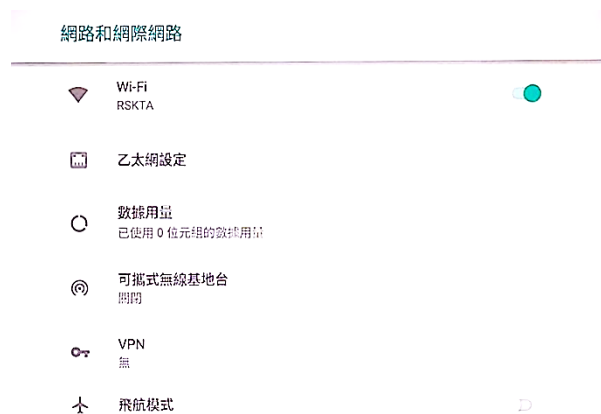 網路和網際網路
Wi-Fi
RSKTA
乙太網設定
數據用量
已使用 0 位元組的數據用量
可攜式無線基地台
關閉
VPN
無
飛航模式